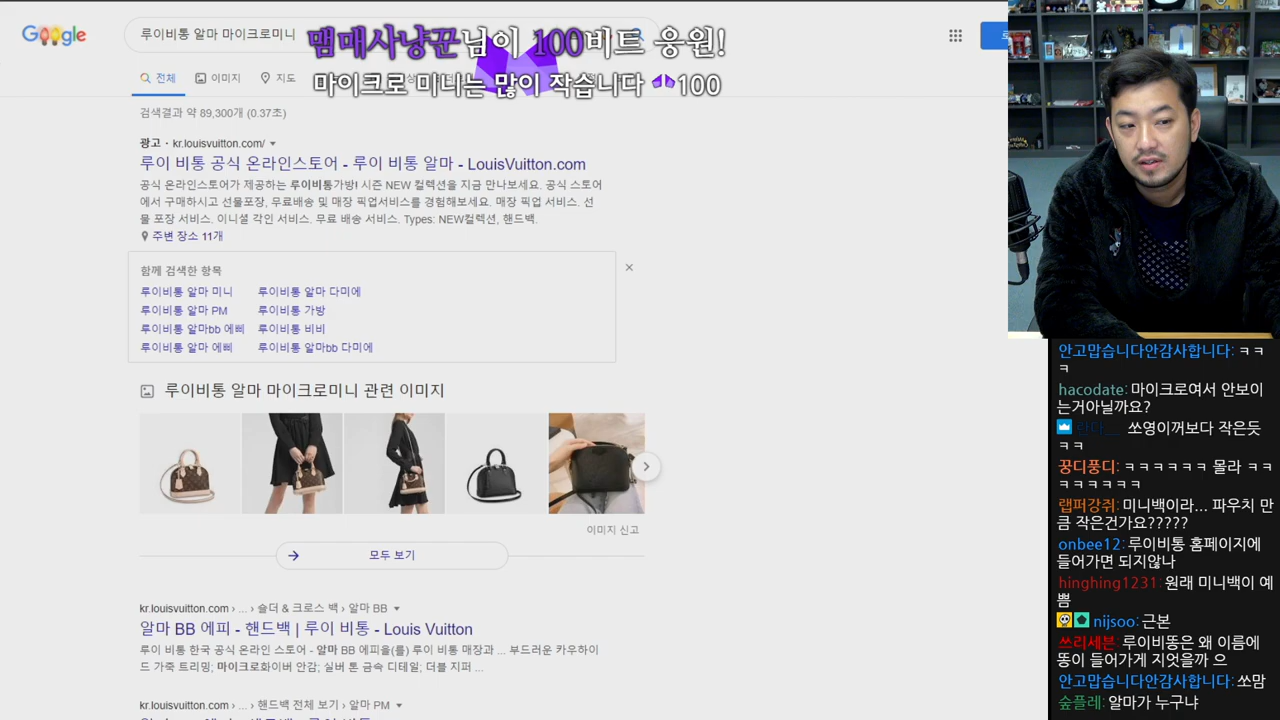 Google
루이비통 알마 마이크로미니
맴매사냥꾼님이 100비트 응원!
마이크로 미니는 많이 작습니다 100
전체 이미지 지도
검색결과 약 89,300개 (0.37초)
광고 · kr.louisvuitton.com/
루이 비통 공식 온라인스토어 - 루이 비통 알마 - LouisVuitton.com
공식 온라인스토어가 제공하는 루이비통가방! 시즌 NEW 컬렉션을 지금 만나보세요. 공식 스토어
에서 구매하시고 선물포장, 무료배송 및 매장 픽업서비스를 경험해보세요. 매장 픽업 서비스. 선
물 포장 서비스. 이니셜 각인 서비스. 무료 배송 서비스. Types: NEW컬렉션, 핸드백.
주변 장소 11개
함께 검색한 항목
루이비통 알마 미니 루이비통 알마 다미에
루이비통 알마 PM 루이비통 가방
루이비통 알마bb 에삐 루이비통 비비
루이비통 알마 에삐 루이비통 알마bb 다미에
루이비통 알마 마이크로미니 관련 이미지
이미지 신고
모두 보기
kr.louisvuitton.com › ... › 숄더 & 크로스 백 › 알마 BB
알마 BB 에피 - 핸드백 | 루이 비통 - Louis Vuitton
루이 비통 한국 공식 온라인 스토어 - 알마 BB 에피올(를) 루이 비통 매장과 ... 부드러운 카우하이
드 가죽 트리밍; 마이크로화이버 안감; 실버 톤 금속 디테일; 더블 지퍼 ...
kr.louisvuitton.com › ... › 핸드백 전체 보기 › 알마 PM
안고맙습니다안감사합니다: ㅋㅋ
ㅋ
hacodate: 마이크로여서 안보이
는거아닐까요?
란더__ 쏘영이꺼보다 작은듯
ㅋㅋ
꿍디풍디: ㅋㅋㅋㅋㅋㅋ 몰라 ㅋㅋ
ㅋㅋㅋㅋㅋㅋ
랩퍼강쥐: 미니백이라... 파우치 만
큼 작은건가요?????
onbee12: 루이비통 홈페이지에
들어가면 되지않나
hinghing1231: 원래 미니백이 예
쁨
nijsoo: 근본
쓰리세븐: 루이비똥은 왜 이름에
똥이 들어가게 지엇을까 으
안고맙습니다안감사합니다: 쏘맘
숲플레: 알마가 누구냐